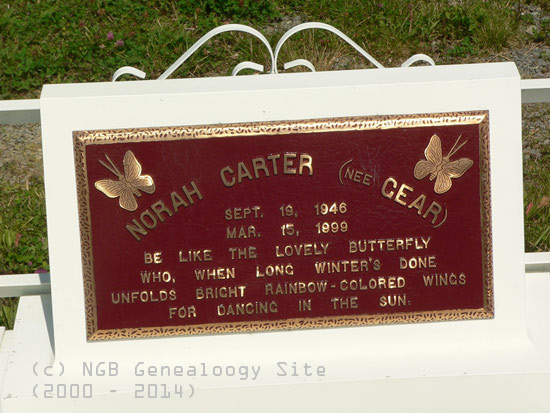 NORAH CARTER (NEE GEAR)
SEPT. 19, 1946
MAR. 15, 1999
BE LIKE THE LOVELY BUTTERFLY
WHO, WHEN LONG WINTER'S DONE
UNFOLDS BRIGHT RAINBOW-COLORED WINGS
FOR DANCING IN THE SUN.
(c) NGB Genealoogy Site
(2000 - 2014)